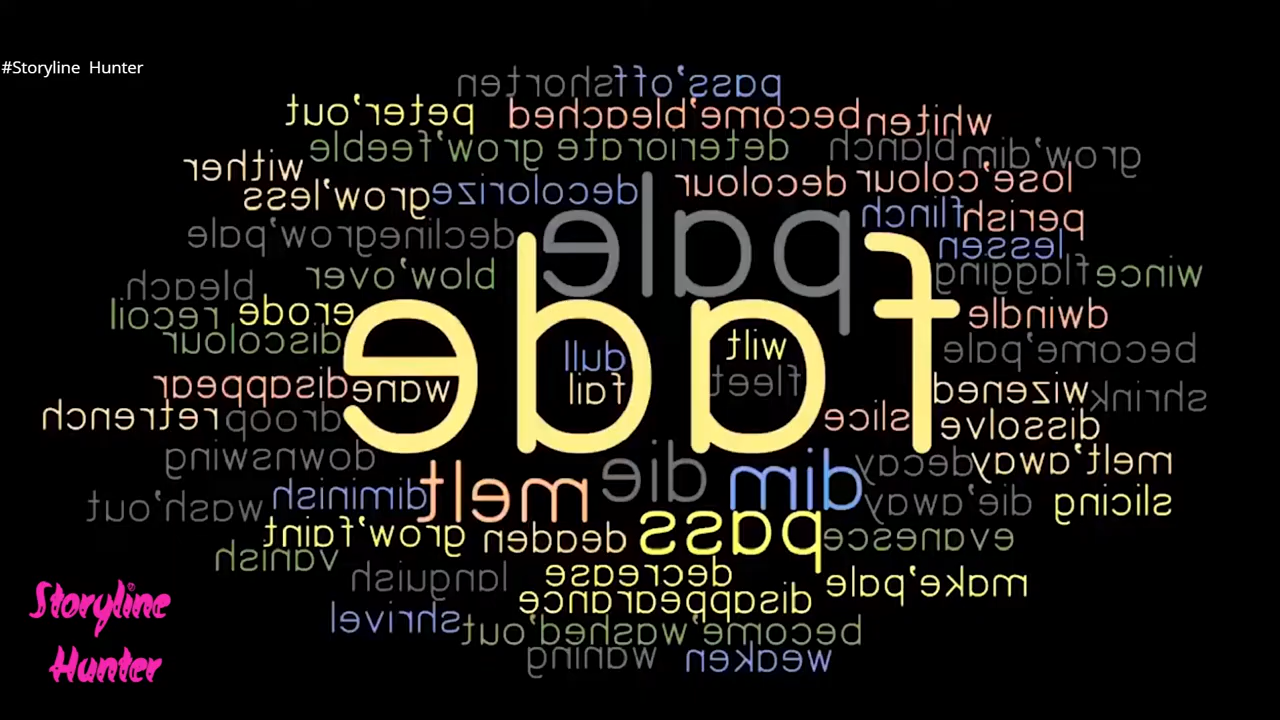 #Storyline Hunter
shorten pass'off
peter'out become'bleached whiten
grow'feeble deteriorate blanch grow'dim
wither decolour lose'colour
grow'less decolorize flinch perish
pale
grow'pale decline lessen
blow'over flagging wince
bleach
fade
recoil erode dwindle
discolour dull wilt become'pale
disappear wane fail fleet wizened shrink
retrench droop slice dissolve
downswing die decay melt'away
wash'out diminish melt dim die'away slicing
grow'faint deaden pass evanesce
vanish
languish decrease make'pale
Storyline disappearance
shrivel become'washed'out
Hunter waning weaken